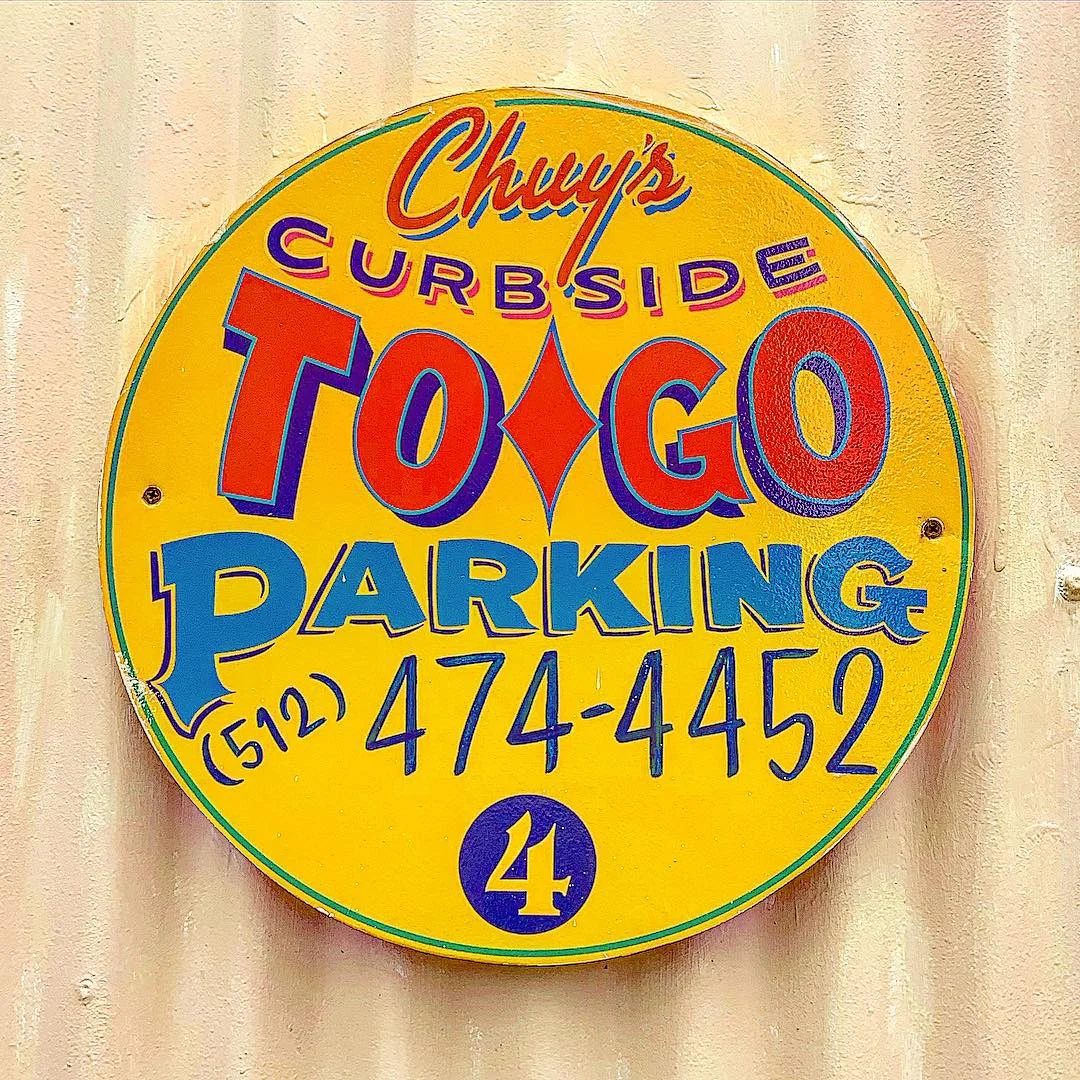 Chuy's
CURBSIDE
TO♦GO
PARKING
(512) 474-4452
4